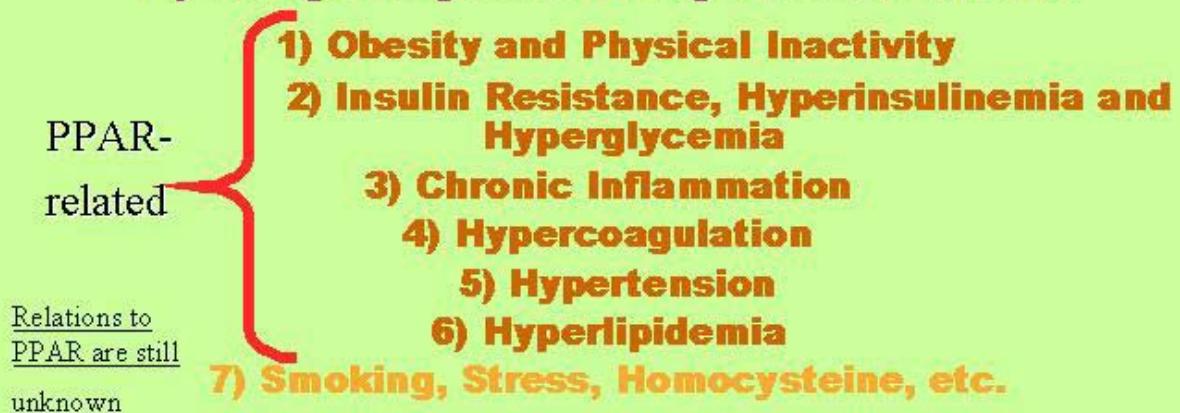 1) Obesity and Physical Inactivity
2) Insulin Resistance, Hyperinsulinemia and
Hyperglycemia
3) Chronic Inflammation
4) Hypercoagulation
5) Hypertension
6) Hyperlipidemia
7) Smoking, Stress, Homocysteine, etc.
PPAR-
related
Relations to
PPAR are still
unknown